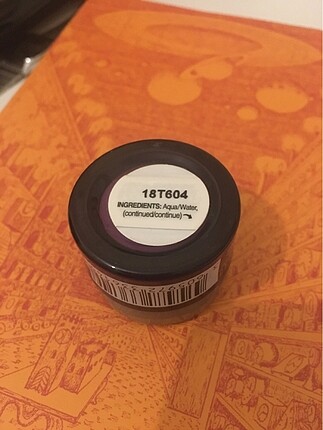 18T604
INGREDIENTS: Aqua/Water,
(continued/continue)